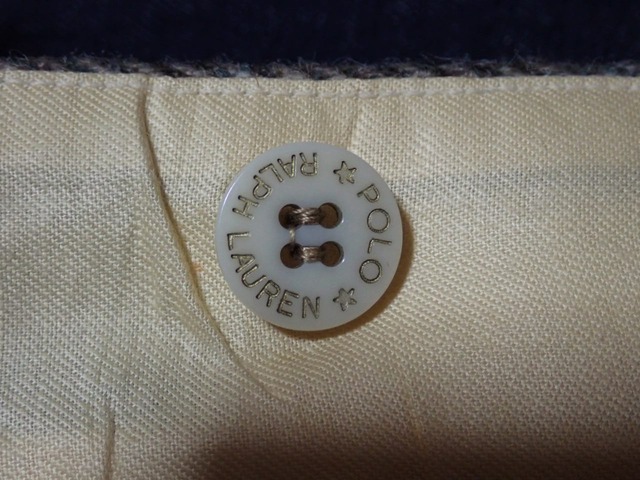 ☆ POLO ☆ RALPH LAUREN